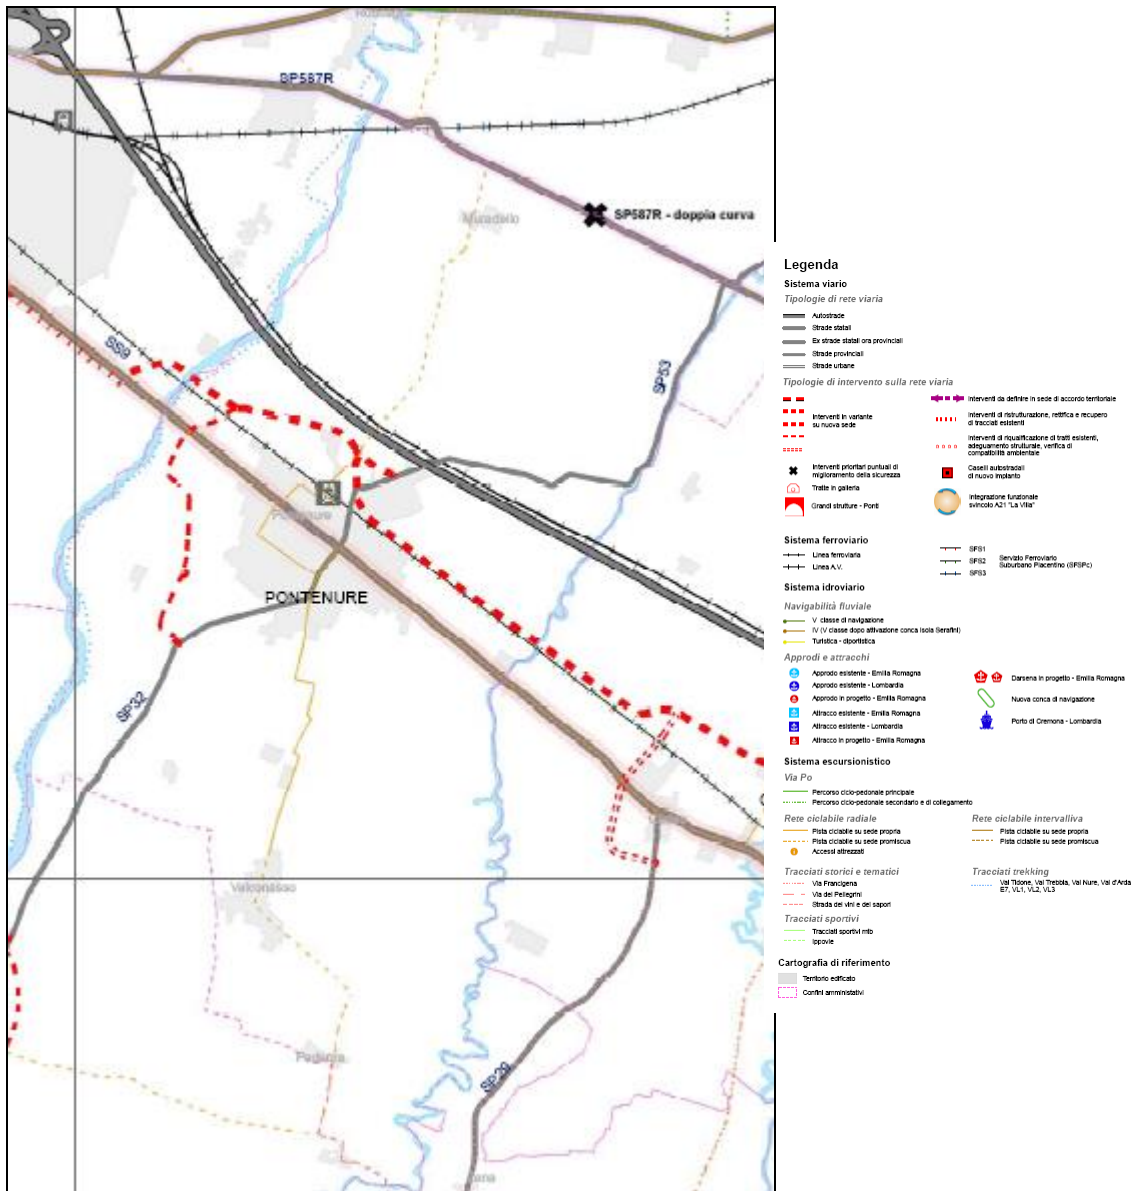 SP587R
Muradello
SP587R - doppia curva
SS9
SP53
Pontenure
PONTENURE
SP32
Valconasso
Paderna
SP29
Legenda
Sistema viario
Tipologie di rete viaria
Autostrade
Strade statali
Ex strade statali ora provinciali
Strade provinciali
Strade urbane
Tipologie di intervento sulla rete viaria
Interventi in variante
su nuova sede
Interventi prioritari puntuali di
miglioramento della sicurezza
Tratte in galleria
Grandi strutture - Ponti
Interventi da definire in sede di accordo territoriale
Interventi di ristrutturazione, rettifica e recupero
di tracciati esistenti
Interventi di riqualificazione di tratti esistenti,
adeguamento strutturale, verifica di
compatibilità ambientale
Caselli autostradali
di nuovo impianto
Integrazione funzionale
svincolo A21 "La Villa"
Sistema ferroviario
Linea ferroviaria
Linea A.V.
SFS1
SFS2
SFS3
Servizio Ferroviario
Suburbano Piacentino (SFSPc)
Sistema idroviario
Navigabilità fluviale
V classe di navigazione
IV (V classe dopo attivazione conca Isola Serafini)
Turistica - diportistica
Approdi e attracchi
Approdo esistente - Emilia Romagna
Approdo esistente - Lombardia
Approdo in progetto - Emilia Romagna
Attracco esistente - Emilia Romagna
Attracco esistente - Lombardia
Attracco in progetto - Emilia Romagna
Darsena in progetto - Emilia Romagna
Nuova conca di navigazione
Porto di Cremona - Lombardia
Sistema escursionistico
Via Po
Percorso ciclo-pedonale principale
Percorso ciclo-pedonale secondario e di collegamento
Rete ciclabile radiale
Pista ciclabile su sede propria
Pista ciclabile su sede promiscua
Accessi attrezzati
Rete ciclabile intervalliva
Pista ciclabile su sede propria
Pista ciclabile su sede promiscua
Tracciati storici e tematici
Via Francigena
Via dei Pellegrini
Strada dei vini e dei sapori
Tracciati trekking
Val Tidone, Val Trebbia, Val Nure, Val d'Arda
E7, VL1, VL2, VL3
Tracciati sportivi
Tracciati sportivi mtb
Ippovie
Cartografia di riferimento
Territorio edificato
Confini amministativi